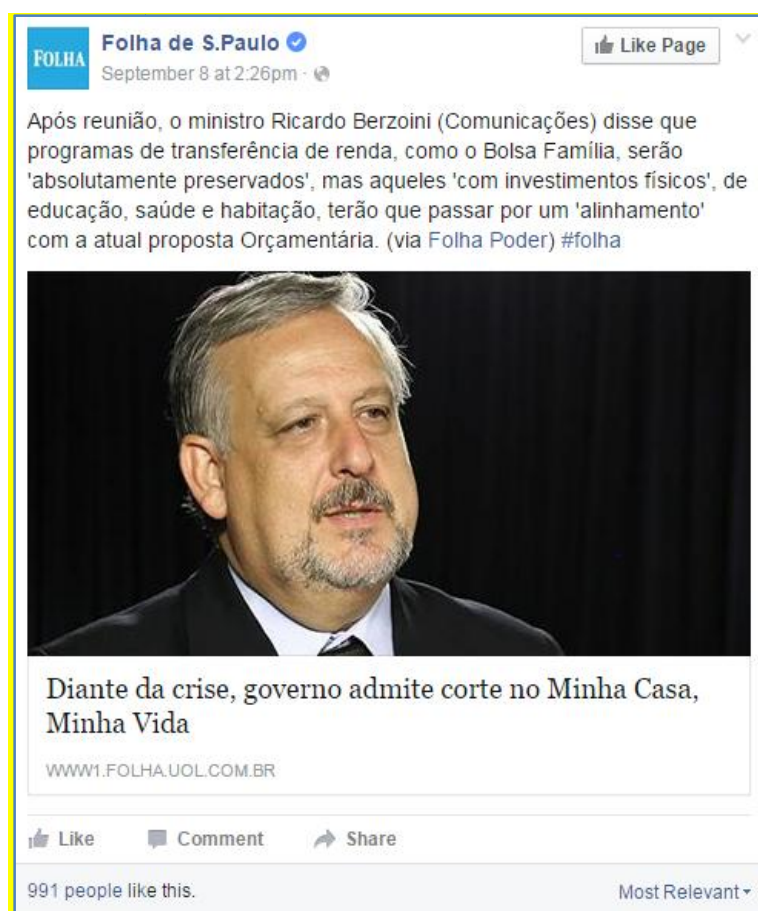 FOLHA
Folha de S.Paulo
Like Page
September 8 at 2:26pm ·
Após reunião, o ministro Ricardo Berzoini (Comunicações) disse que
programas de transferência de renda, como o Bolsa Família, serão
'absolutamente preservados', mas aqueles 'com investimentos físicos', de
educação, saúde e habitação, terão que passar por um 'alinhamento'
com a atual proposta Orçamentária. (via Folha Poder) #folha
Diante da crise, governo admite corte no Minha Casa,
Minha Vida
WWW1.FOLHA.UOL.COM.BR
Like Comment Share
991 people like this. Most Relevant